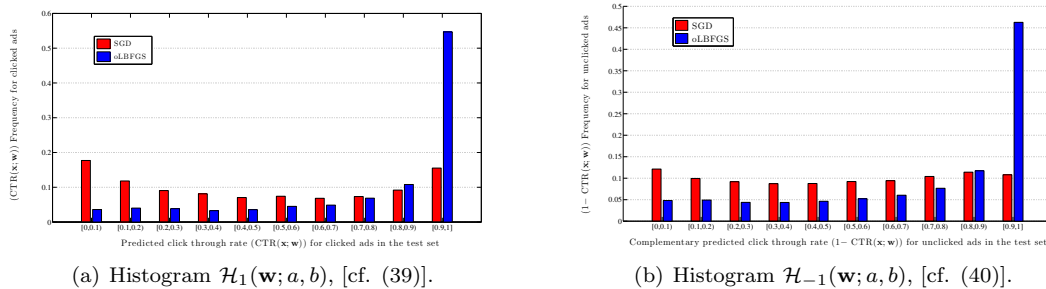 (CTR(x; w)) Frequency for clicked ads
0.6
0.5
0.4
0.3
0.2
0.1
0
SGD
oLBFGS
[0,0.1) [0.1,0.2) [0.2,0.3) [0.3,0.4) [0.4,0.5) [0.5,0.6) [0.6,0.7) [0.7,0.8) [0.8,0.9) [0.9,1]
Predicted click through rate (CTR(x; w)) for clicked ads in the test set
(a) Histogram H₁(w; a, b), [cf. (39)].
(1− CTR(x; w)) Frequency for unclicked ads
0.5
0.45
0.4
0.35
0.3
0.25
0.2
0.15
0.1
0.05
0
SGD
oLBFGS
[0,0.1) [0.1,0.2) [0.2,0.3) [0.3,0.4) [0.4,0.5) [0.5,0.6) [0.6,0.7) [0.7,0.8) [0.8,0.9) [0.9,1]
Complementary predicted click through rate (1− CTR(x; w)) for unclicked ads in the test set
(b) Histogram H₋₁(w; a, b), [cf. (40)].